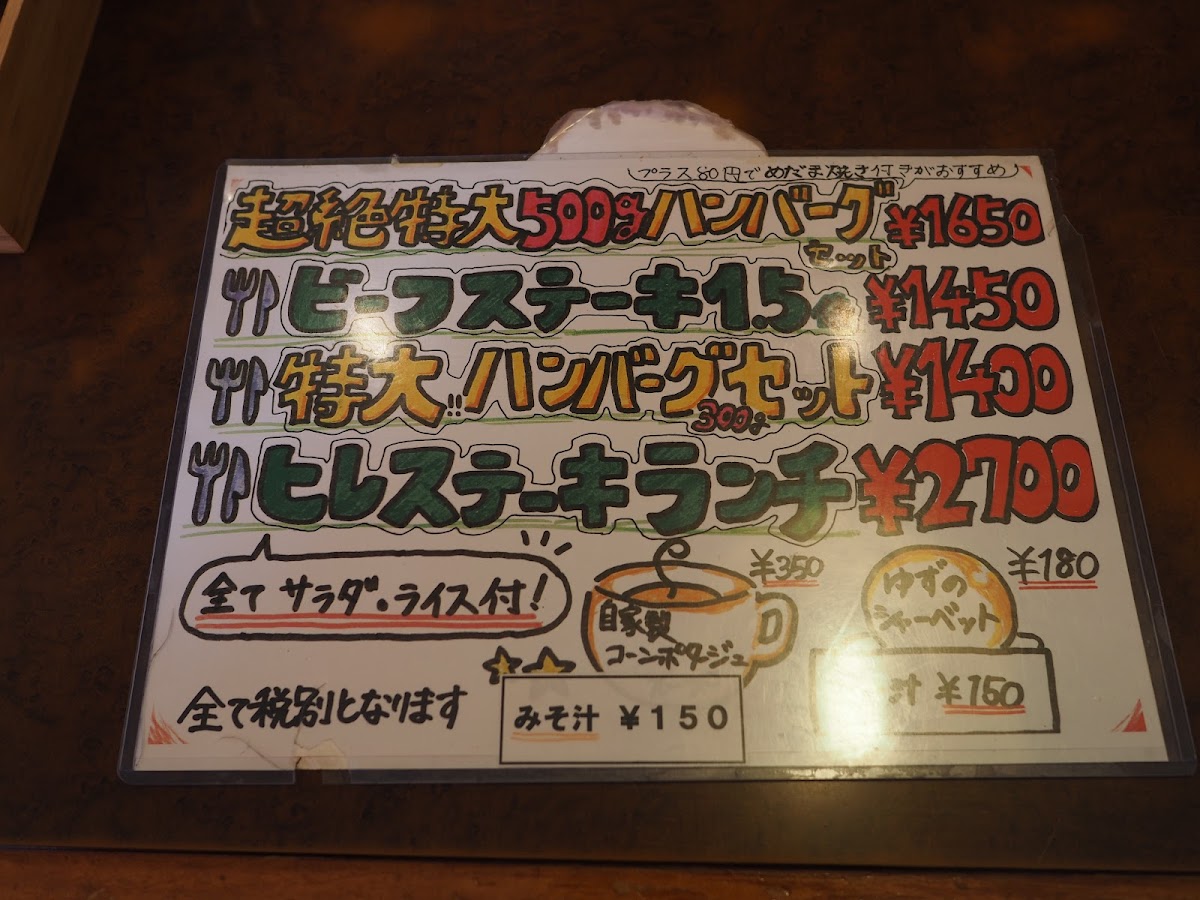 プラス80円でめだま焼き付きがおすすめ
超絶特大500gハンバーグ
セット ¥1650
ビーフステーキ1.5 ¥1450
特大!!ハンバーグセット ¥1400
300g
ヒレステーキランチ ¥2700
全てサラダ・ライス付!
自家製
コーンポタージュ
¥350
ゆずの
シャーベット
¥180
汁 ¥150
全て税別となります
みそ汁 ¥150